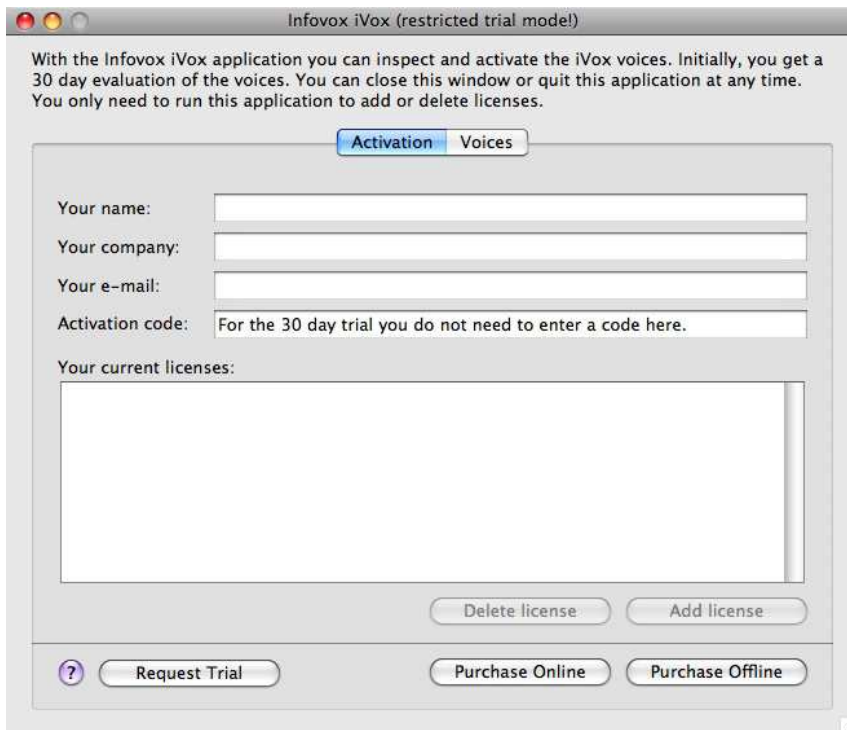 Infovox iVox (restricted trial mode!)
With the Infovox iVox application you can inspect and activate the iVox voices. Initially, you get a
30 day evaluation of the voices. You can close this window or quit this application at any time.
You only need to run this application to add or delete licenses.
Activation Voices
Your name:
Your company:
Your e-mail:
Activation code: For the 30 day trial you do not need to enter a code here.
Your current licenses:
Delete license Add license
? Request Trial Purchase Online Purchase Offline